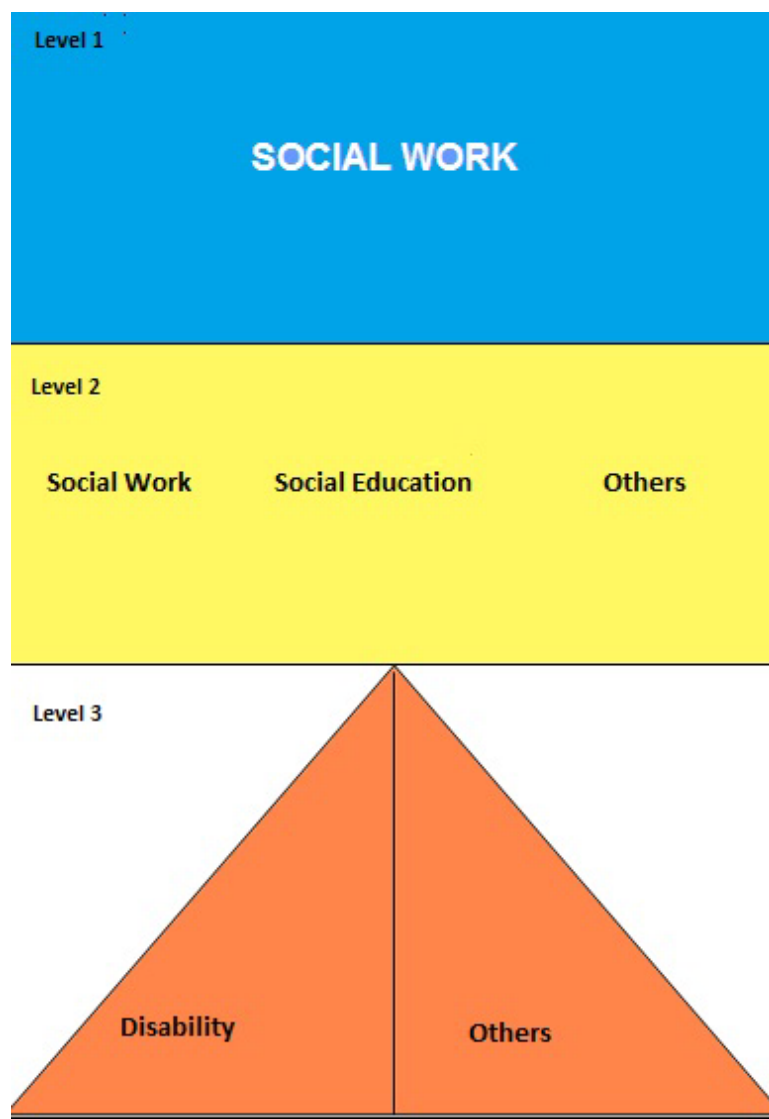 Level 1
SOCIAL WORK
Level 2
Social Work Social Education Others
Level 3
Disability Others